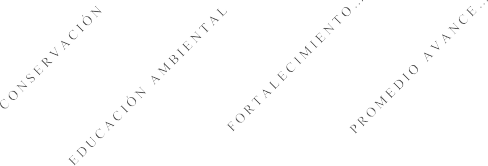 CONSERVACIÓN
EDUCACIÓN AMBIENTAL
FORTALECIMIENTO...
PROMEDIO AVANCE...